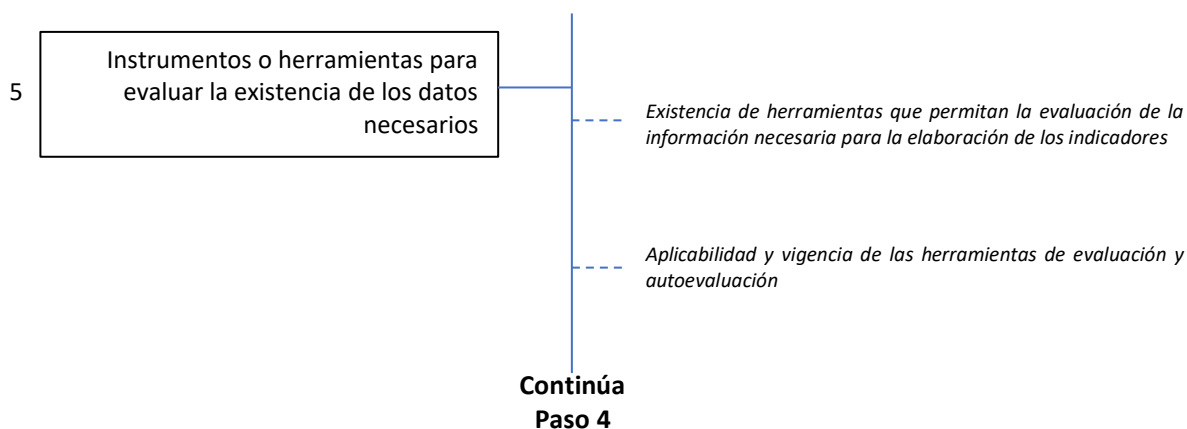 5
Instrumentos o herramientas para
evaluar la existencia de los datos
necesarios
Existencia de herramientas que permitan la evaluación de la
información necesaria para la elaboración de los indicadores
Aplicabilidad y vigencia de las herramientas de evaluación y
autoevaluación
Continúa
Paso 4